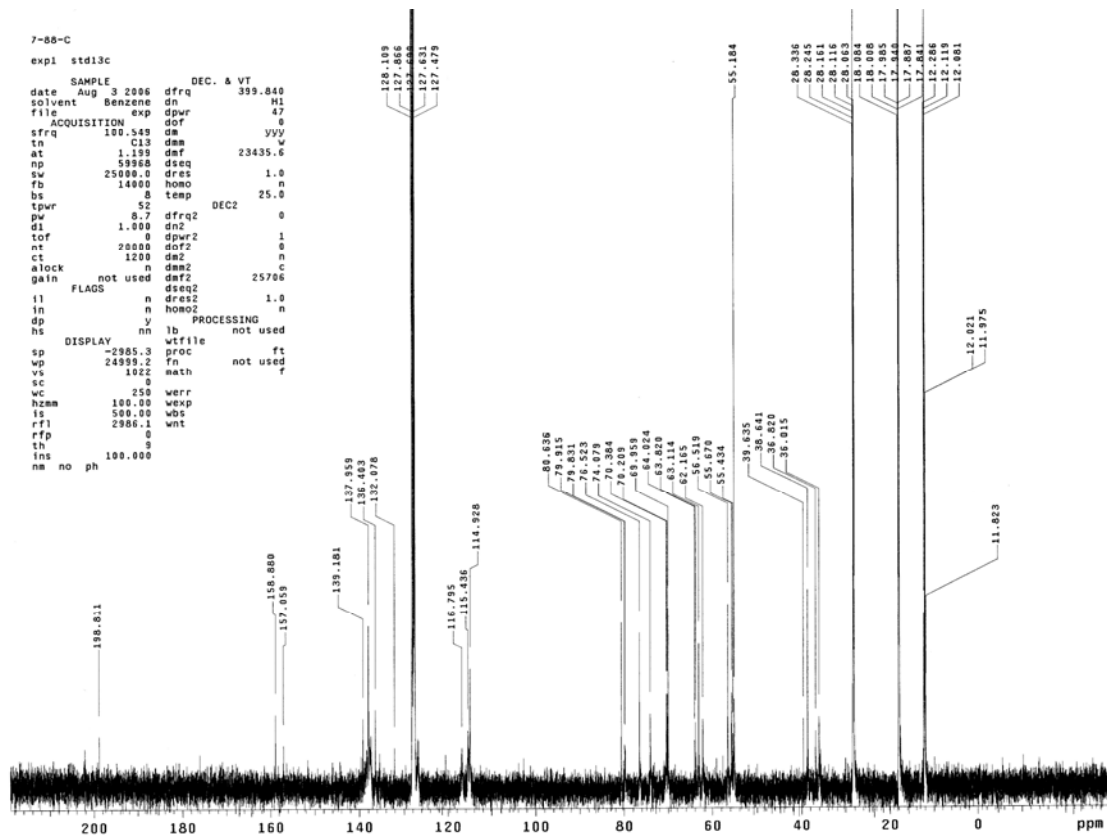 7-88-C
exp1 std13c
SAMPLE DEC. & VT
date Aug 3 2006 dfrq 399.840
solvent Benzene dn H1
file exp dpwr 47
ACQUISITION dof 0
sfrq 100.549 dm yyy
tn C13 dmm w
at 1.199 dmf 23435.6
np 59968 dseq
sw 25000.0 dres 1.0
fb 14000 homo n
bs 8 temp 25.0
tpwr 52 DEC2
pw 8.7 dfrq2 0
d1 1.000 dn2
tof 0 dpwr2 1
nt 20000 dof2 0
ct 1200 dm2 n
alock n dmm2 c
gain not used dmf2 25706
FLAGS dseq2
il n dres2 1.0
in n homo2 n
dp y PROCESSING
hs nn lb not used
DISPLAY wtfile
sp -2985.3 proc ft
wp 24999.2 fn not used
vs 1022 math f
sc 0
wc 250 werr
hzmm 100.00 wexp
is 500.00 wbs
rfl 2986.1 wnt
rfp 0
th 9
ins 100.000
nm no ph
198.811
158.880
157.059
139.181
137.959
136.403
132.078
128.109
127.866
127.631
127.479
116.795
115.436
114.928
80.636
79.915
79.831
76.523
74.079
70.384
70.209
69.959
64.024
63.820
63.114
62.165
56.519
55.670
55.434
55.184
39.635
38.641
36.820
36.015
28.336
28.245
28.161
28.116
28.063
18.084
18.008
17.985
17.940
17.887
17.841
12.286
12.119
12.081
12.021
11.975
11.823
200 180 160 140 120 100 80 60 40 20 0 ppm